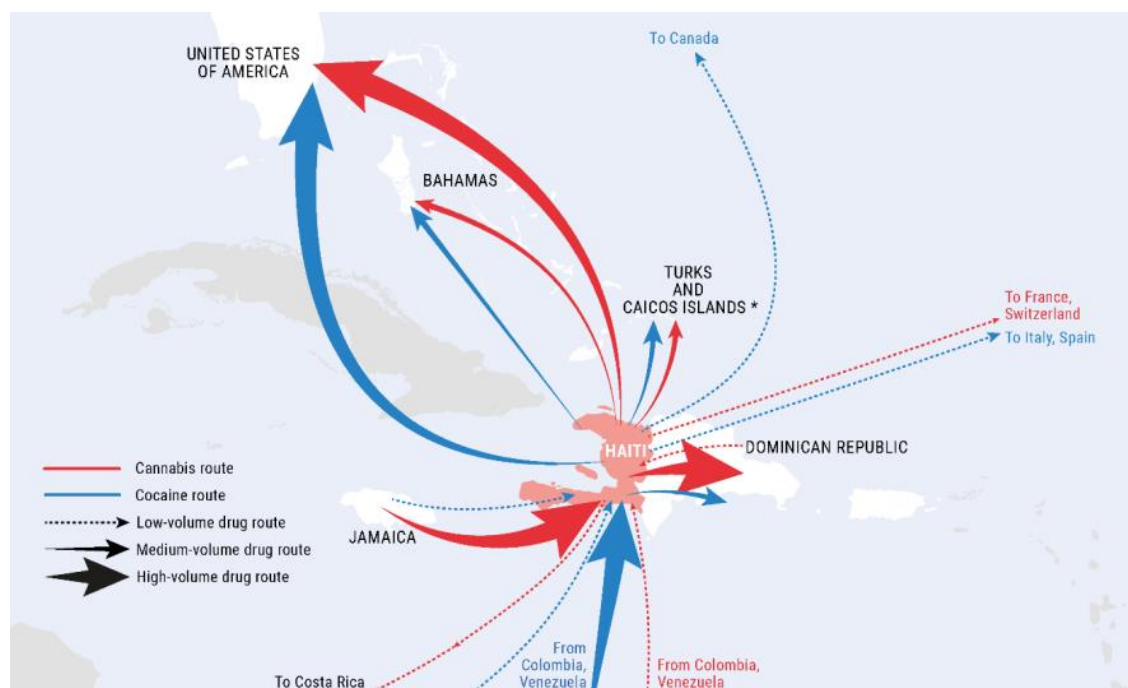 To Canada
UNITED STATES
OF AMERICA
BAHAMAS
TURKS
AND
CAICOS ISLANDS *
To France,
Switzerland
To Italy, Spain
HAITI
DOMINICAN REPUBLIC
Cannabis route
Cocaine route
Low-volume drug route
Medium-volume drug route
High-volume drug route
JAMAICA
From
Colombia,
Venezuela
From Colombia,
Venezuela
To Costa Rica